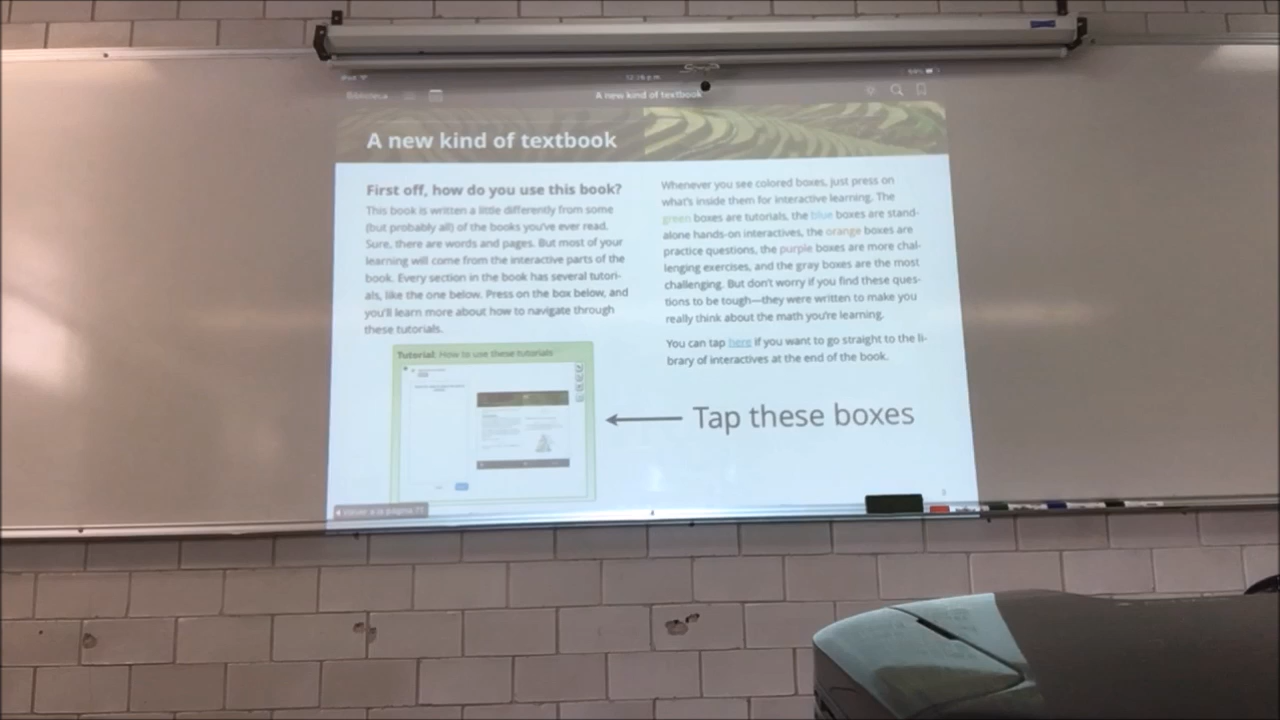 iPad
12:26 p.m.
Biblioteca
A new kind of textbook
A new kind of textbook
First off, how do you use this book?
This book is written a little differently from some
(but probably all) of the books you've ever read.
Sure, there are words and pages. But most of your
learning will come from the interactive parts of the
book. Every section in the book has several tutori-
als, like the one below. Press on the box below, and
you'll learn more about how to navigate through
these tutorials.
Tutorial: How to use these tutorials
Volver a la página 71
Whenever you see colored boxes, just press on
what's inside them for interactive learning. The
green boxes are tutorials, the blue boxes are stand-
alone hands-on interactives, the orange boxes are
practice questions, the purple boxes are more chal-
lenging exercises, and the gray boxes are the most
challenging. But don't worry if you find these ques-
tions to be tough—they were written to make you
really think about the math you're learning.
You can tap here if you want to go straight to the li-
brary of interactives at the end of the book.
Tap these boxes